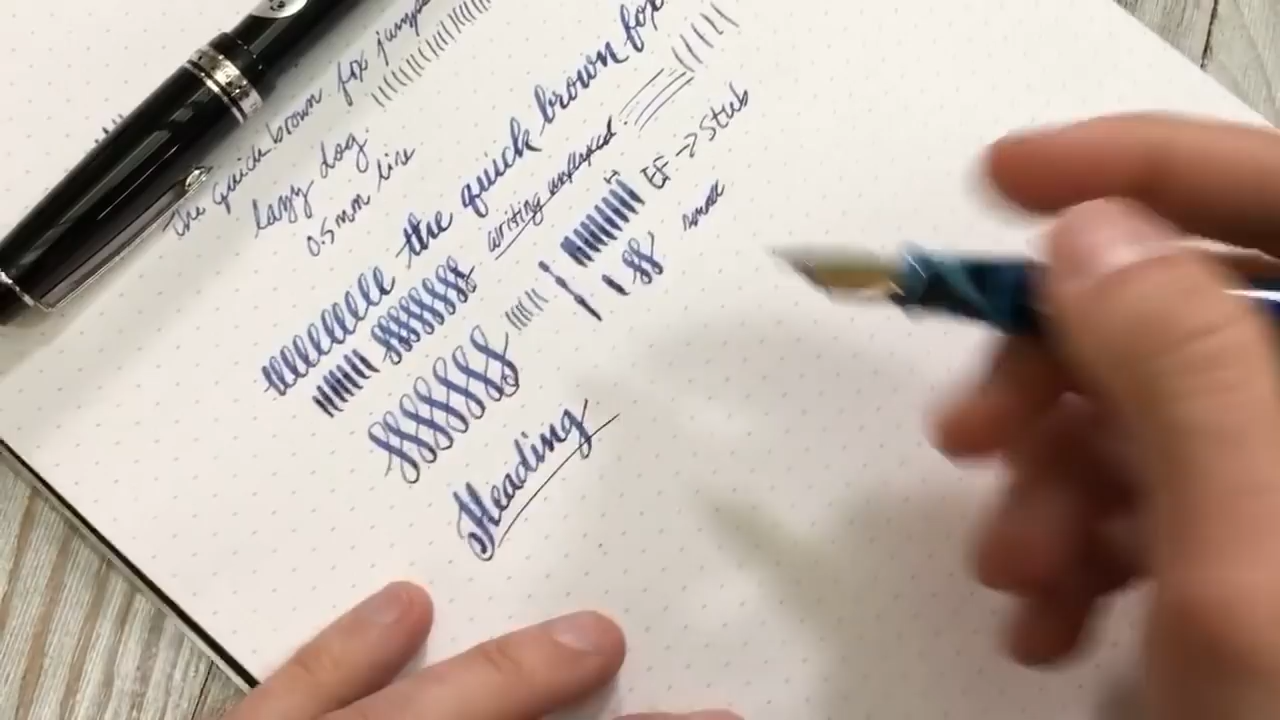 the quick brown fox jumps
lazy dog.
0.5mm line
the quick brown fox
writing unflexed.
EF → Stub
Heading